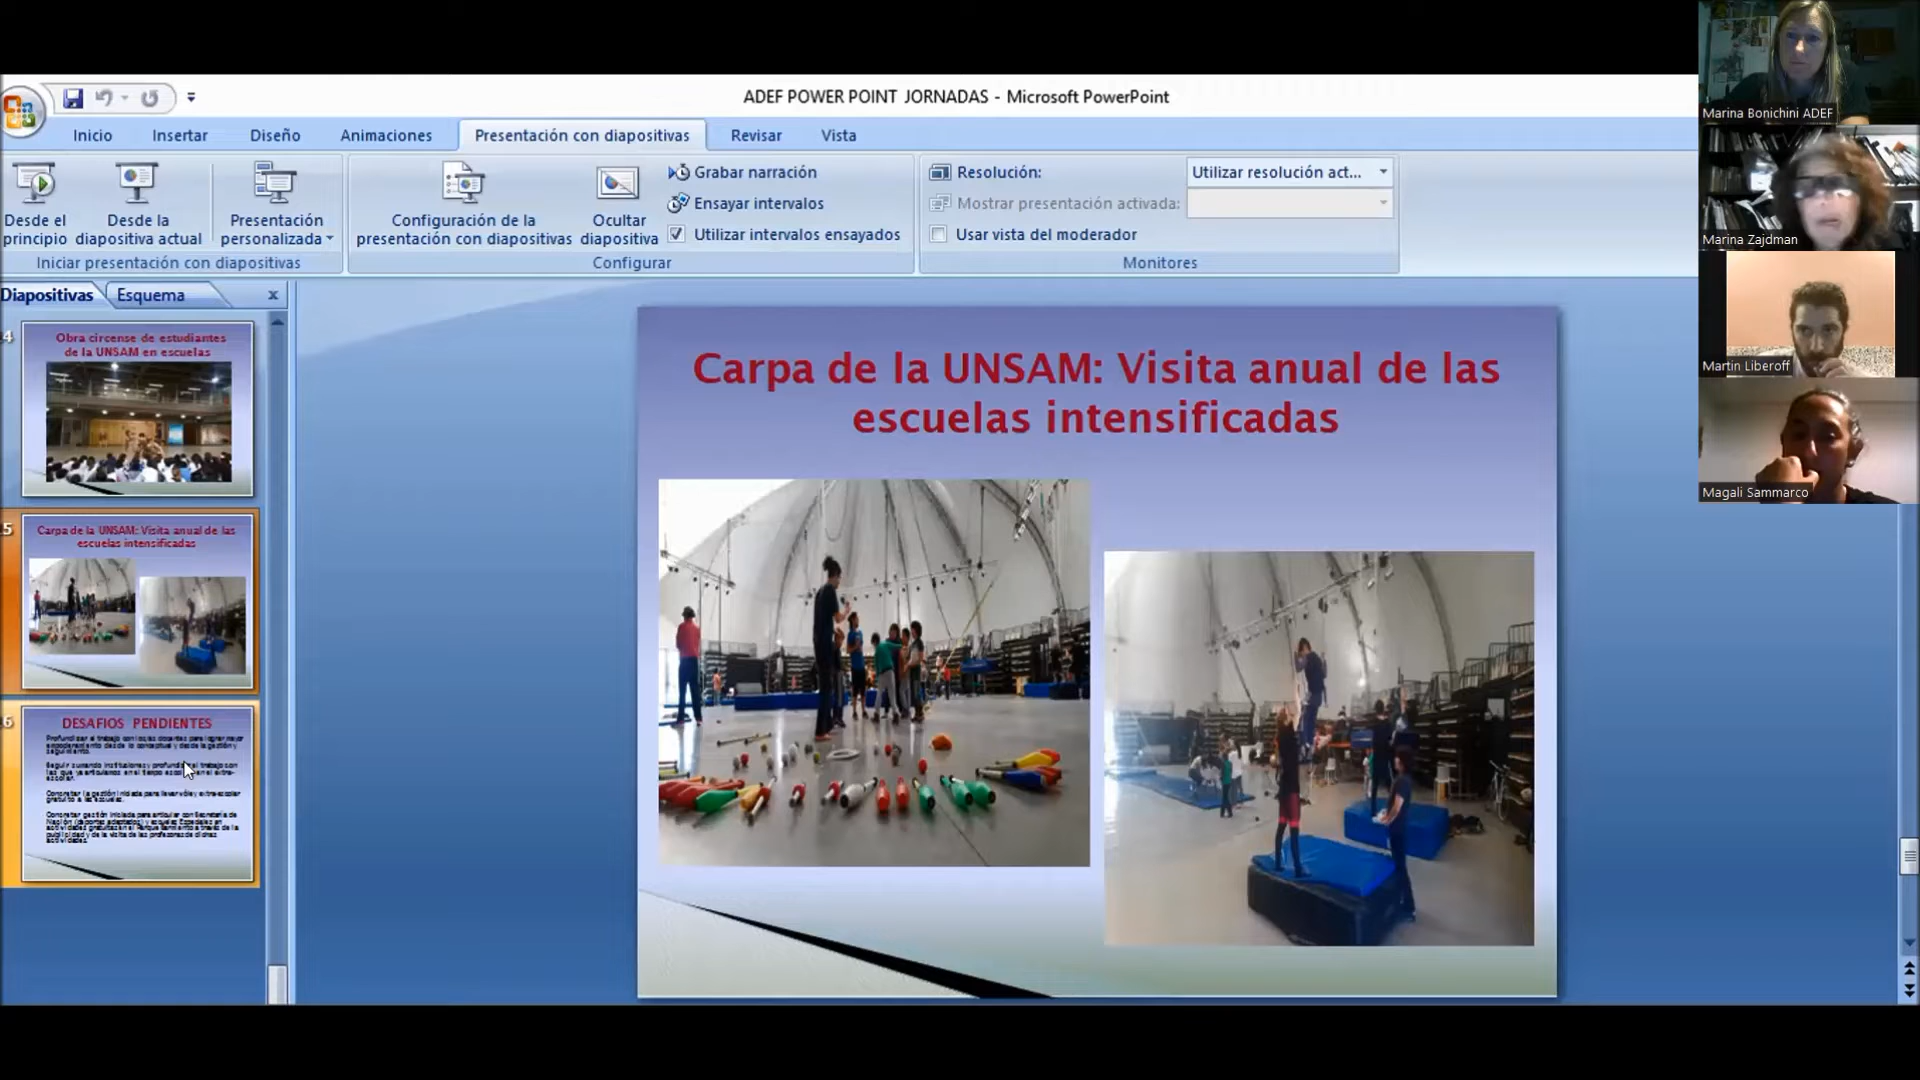 ADEF POWER POINT JORNADAS - Microsoft PowerPoint
Inicio
Insertar
Diseño
Animaciones
Presentación con diapositivas
Revisar
Vista
Desde el
principio
Desde la
diapositiva actual
Presentación
personalizada
Iniciar presentación con diapositivas
Configuración de la
presentación con diapositivas
Ocultar
diapositiva
Grabar narración
Ensayar intervalos
Utilizar intervalos ensayados
Configurar
Resolución:
Utilizar resolución act...
Mostrar presentación activada:
Usar vista del moderador
Monitores
Diapositivas
Esquema
4
Obra circense de estudiantes
de la UNSAM en escuelas
5
Carpa de la UNSAM: Visita anual de las
escuelas intensificadas
6
DESAFIOS PENDIENTES
Carpa de la UNSAM: Visita anual de las
escuelas intensificadas
Marina Bonichini ADEF
Marina Zajdman
Martin Liberoff
Magali Sammarco